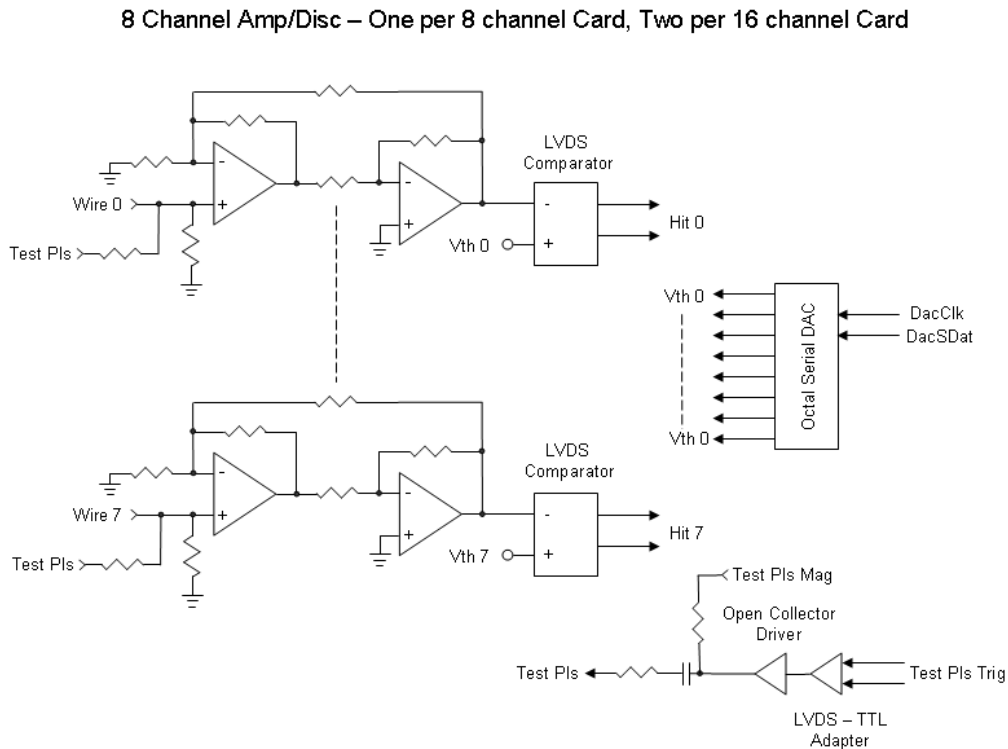 8 Channel Amp/Disc – One per 8 channel Card, Two per 16 channel Card
LVDS
Comparator
-
-
Wire 0
+
+
-
+
Hit 0
Test Pls
Vth 0
Vth 0
Octal Serial DAC
DacClk
DacSDat
Vth 0
LVDS
Comparator
-
-
Wire 7
+
+
-
+
Hit 7
Test Pls
Vth 7
Test Pls Mag
Open Collector
Driver
Test Pls
Test Pls Trig
LVDS – TTL
Adapter